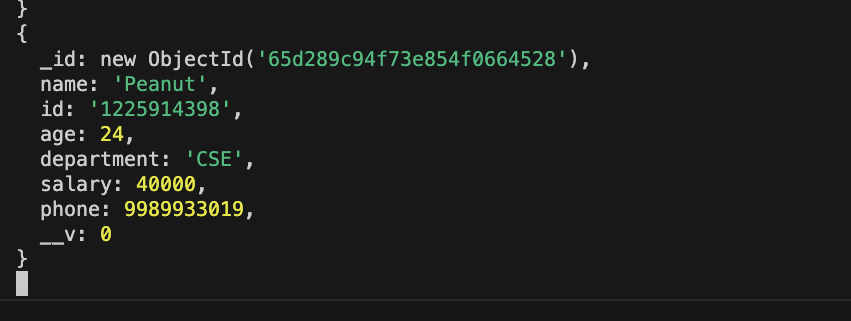 }
{
  _id: new ObjectId('65d289c94f73e854f0664528'),
  name: 'Peanut',
  id: '1225914398',
  age: 24,
  department: 'CSE',
  salary: 40000,
  phone: 9989933019,
  __v: 0
}